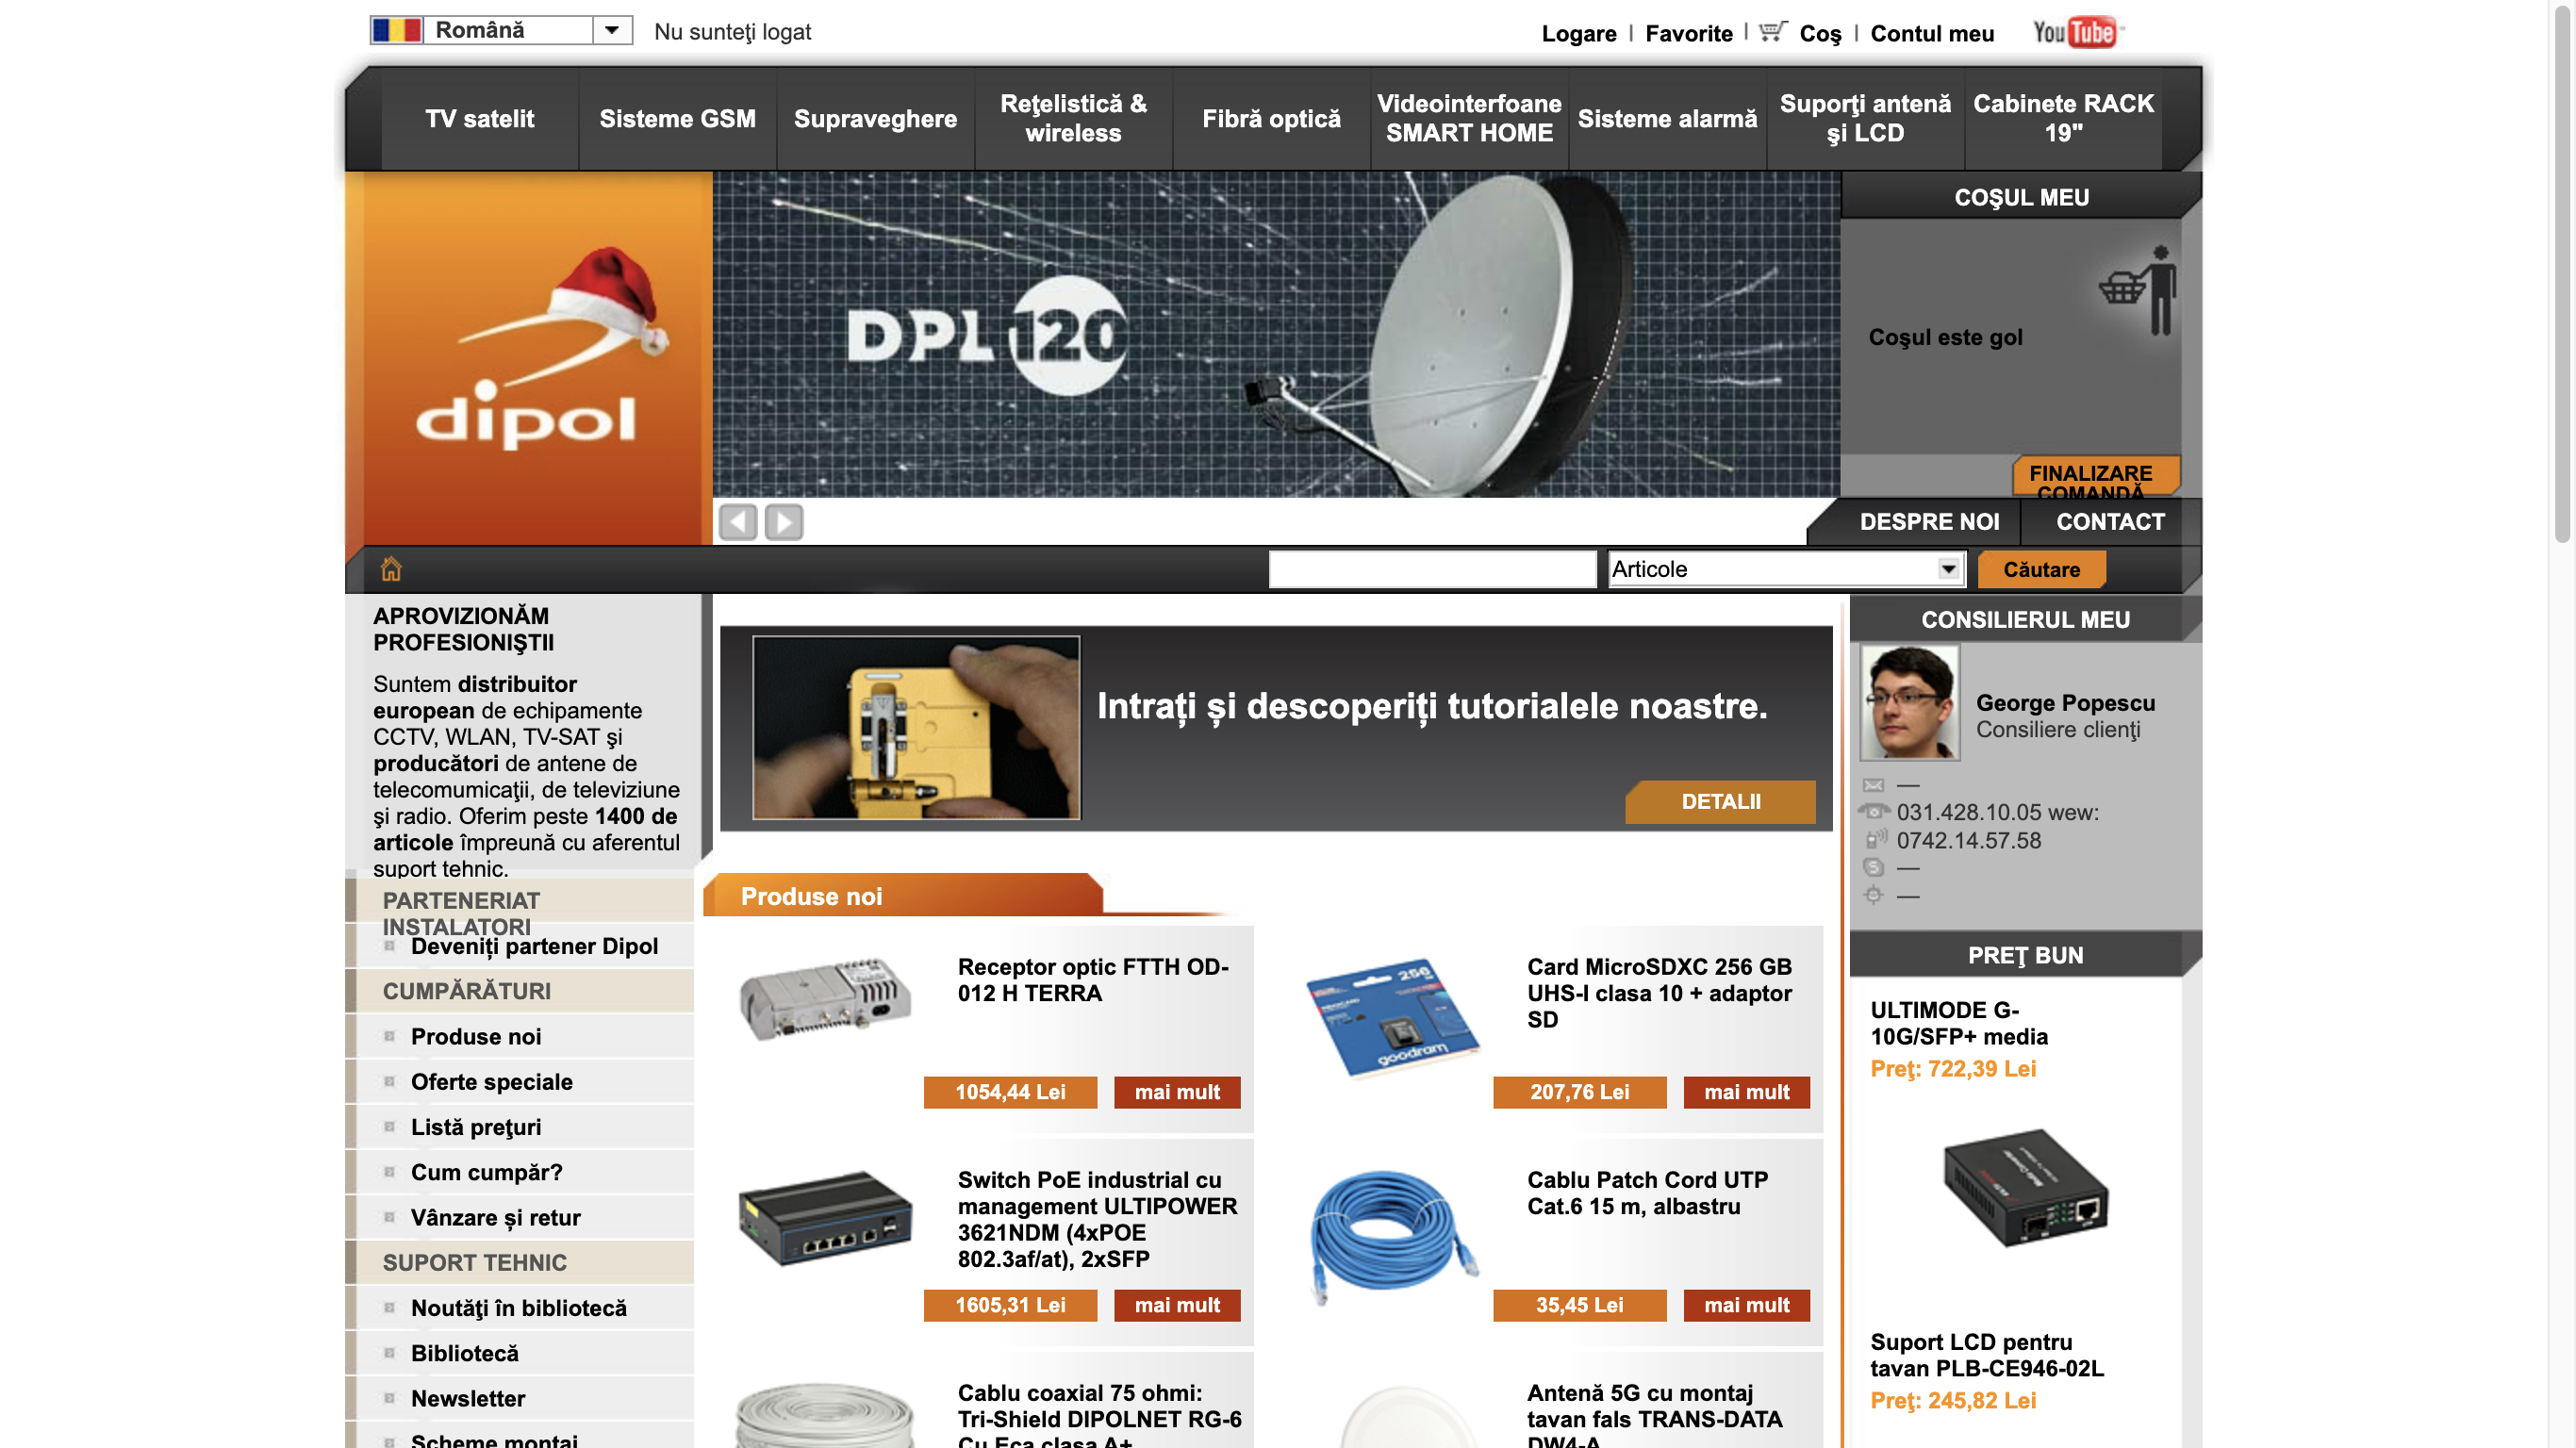 Română
Nu sunteţi logat
Logare | Favorite | Coş | Contul meu
YouTube
TV satelit
Sisteme GSM
Supraveghere
Reţelistică &
wireless
Fibră optică
Videointerfoane
SMART HOME
Sisteme alarmă
Suporţi antenă
şi LCD
Cabinete RACK
19"
dipol
DPL 120
COŞUL MEU
Coşul este gol
FINALIZARE
COMANDĂ
DESPRE NOI
CONTACT
Articole
Căutare
APROVIZIONĂM
PROFESIONIŞTII
Suntem distribuitor
european de echipamente
CCTV, WLAN, TV-SAT şi
producători de antene de
telecomumicaţii, de televiziune
şi radio. Oferim peste 1400 de
articole împreună cu aferentul
suport tehnic.
PARTENERIAT
INSTALATORI
Deveniți partener Dipol
CUMPĂRĂTURI
Produse noi
Oferte speciale
Listă preţuri
Cum cumpăr?
Vânzare și retur
SUPORT TEHNIC
Noutăţi în bibliotecă
Bibliotecă
Newsletter
Scheme montaj
Intrați și descoperiți tutorialele noastre.
DETALII
Produse noi
Receptor optic FTTH OD-
012 H TERRA
1054,44 Lei
mai mult
256
goodram
Card MicroSDXC 256 GB
UHS-I clasa 10 + adaptor
SD
207,76 Lei
mai mult
Switch PoE industrial cu
management ULTIPOWER
3621NDM (4xPOE
802.3af/at), 2xSFP
1605,31 Lei
mai mult
Cablu Patch Cord UTP
Cat.6 15 m, albastru
35,45 Lei
mai mult
Cablu coaxial 75 ohmi:
Tri-Shield DIPOLNET RG-6
Cu Eca clasa A+
Antenă 5G cu montaj
tavan fals TRANS-DATA
DW4-A
CONSILIERUL MEU
George Popescu
Consiliere clienţi
—
031.428.10.05 wew:
0742.14.57.58
—
—
PREŢ BUN
ULTIMODE G-
10G/SFP+ media
Preţ: 722,39 Lei
Suport LCD pentru
tavan PLB-CE946-02L
Preţ: 245,82 Lei